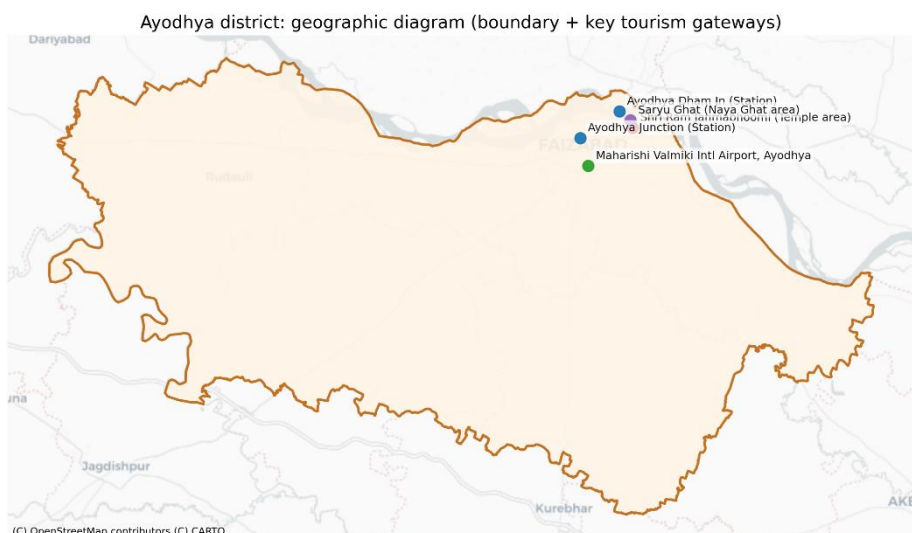 Ayodhya district: geographic diagram (boundary + key tourism gateways)
Dariyabad
Ayodhya Dham Jn (Station)
Saryu Ghat (Naya Ghat area)
Shri Ram Janmabhoomi (Temple area)
Ayodhya Junction (Station)
FAIZABAD
Maharishi Valmiki Intl Airport, Ayodhya
Rudauli
una
Jagdishpur
Kurebhar
AKB
(C) OpenStreetMap contributors (C) CARTO